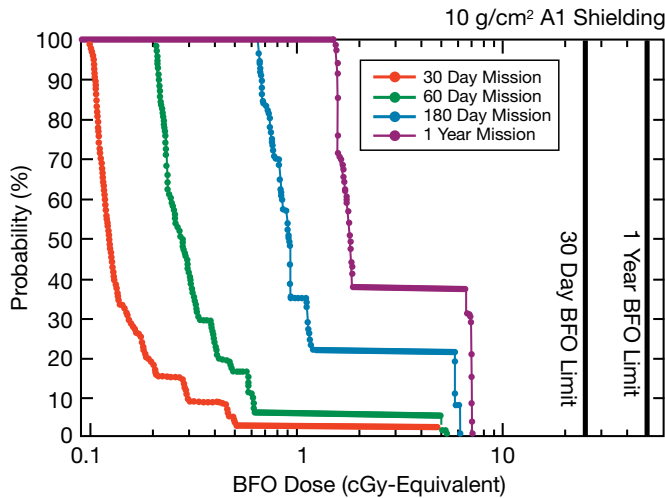 10 g/cm² A1 Shielding
100
90
80
70
60
50
40
30
20
10
0
Probability (%)
30 Day Mission
60 Day Mission
180 Day Mission
1 Year Mission
30 Day BFO Limit
1 Year BFO Limit
0.1
1
10
BFO Dose (cGy-Equivalent)